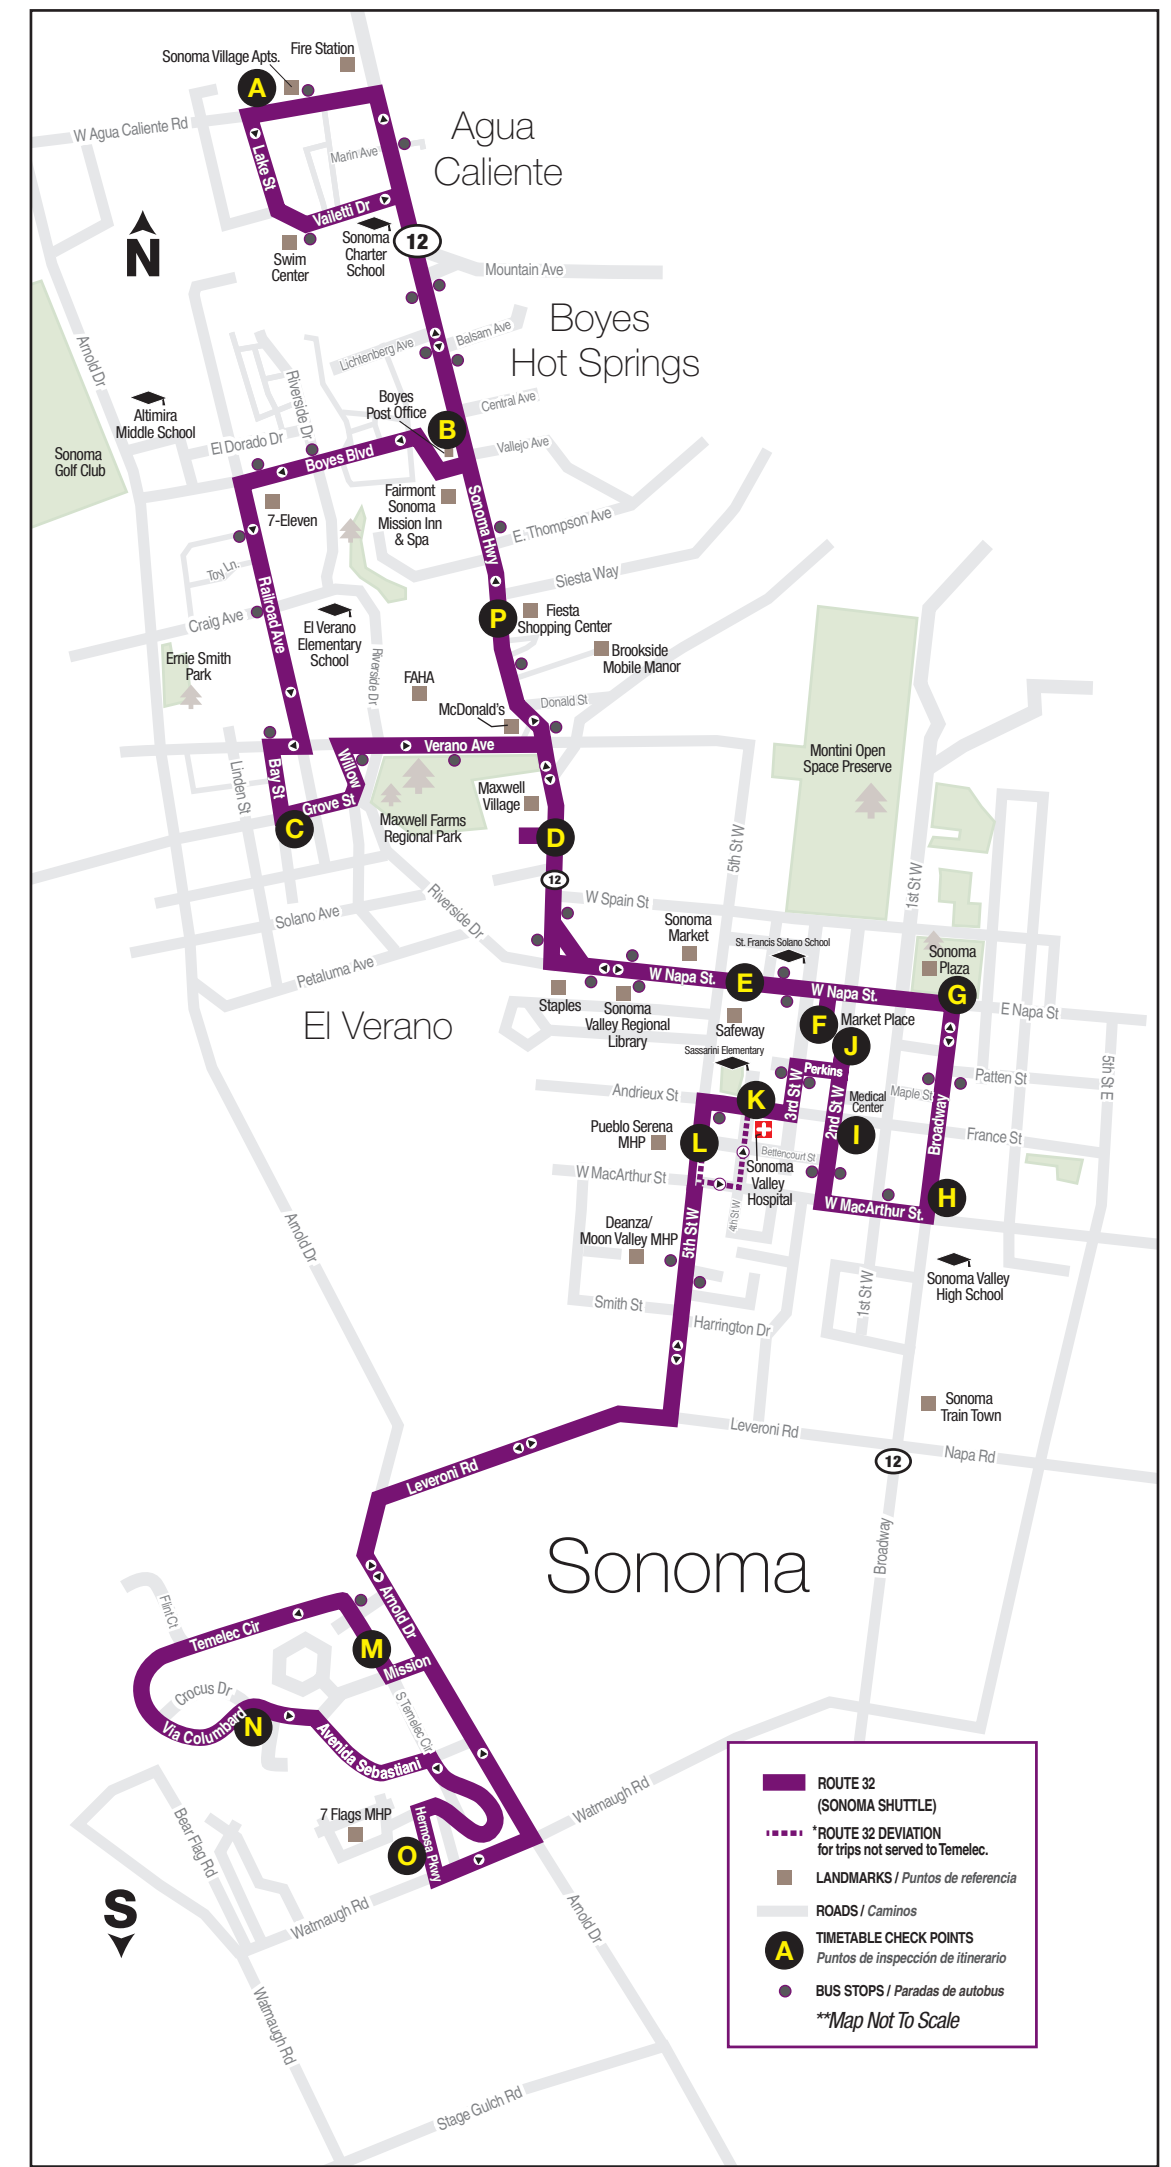 Fire Station
Sonoma Village Apts.
A
W Agua Caliente Rd
Agua
Caliente
Marin Ave
Lake St
Vailetti Dr
N
Swim
Center
Sonoma
Charter
School
12
Mountain Ave
Boyes
Hot Springs
Balsam Ave
Lichtenberg Ave
Arnold Dr
Riverside Dr
Altimira
Middle School
Boyes
Post Office
Central Ave
B
Vallejo Ave
Sonoma
Golf Club
El Dorado Dr
Boyes Blvd
7-Eleven
Fairmont
Sonoma
Mission Inn
& Spa
Sonoma Hwy
E. Thompson Ave
Toy Ln.
Siesta Way
Railroad Ave
Craig Ave
P
Fiesta
Shopping Center
El Verano
Elementary
School
Brookside
Mobile Manor
Ernie Smith
Park
Riverside Dr
FAHA
McDonald's
Donald St
Verano Ave
Willow
Bay St
Linden St
Grove St
C
Maxwell Farms
Regional Park
Maxwell
Village
D
12
Montini Open
Space Preserve
5th St W
1st St W
W Spain St
Riverside Dr
Solano Ave
Petaluma Ave
Sonoma
Market
St. Francis Solano School
Sonoma
Plaza
W Napa St.
E
W Napa St.
G
E Napa St
Staples
Sonoma
Valley Regional
Library
Safeway
F
Market Place
J
El Verano
Sassarini Elementary
Perkins
3rd St W
2nd St W
Andrieux St
K
Medical
Center
Maple St
Patten St
5th St E
Broadway
Pueblo Serena
MHP
L
I
France St
Bettencourt St
Sonoma
Valley
Hospital
W MacArthur St
4th St W
W MacArthur St.
H
Deanza/
Moon Valley MHP
5th St W
Arnold Dr
Sonoma Valley
High School
1st St W
Smith St
Harrington Dr
Sonoma
Train Town
Leveroni Rd
Napa Rd
12
Leveroni Rd
Broadway
Sonoma
Arnold Dr
Flint Ct
Temelec Cir
M
Mission
Crocus Dr
S Temelec Cir
Via Columbard
N
Avenida Sebastiani
7 Flags MHP
Hermosa Pkwy
O
Bear Flag Rd
Watmaugh Rd
Watmaugh Rd
Arnold Dr
S
Watmaugh Rd
Stage Gulch Rd
ROUTE 32
(SONOMA SHUTTLE)
*ROUTE 32 DEVIATION
for trips not served to Temelec.
LANDMARKS / Puntos de referencia
ROADS / Caminos
A
TIMETABLE CHECK POINTS
Puntos de inspección de itinerario
BUS STOPS / Paradas de autobus
**Map Not To Scale